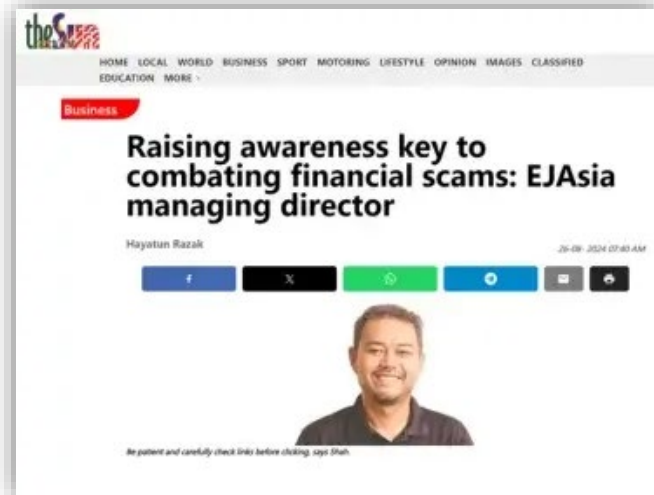 theSun
HOME LOCAL WORLD BUSINESS SPORT MOTORING LIFESTYLE OPINION IMAGES CLASSIFIED
EDUCATION MORE
Business
Raising awareness key to
combating financial scams: EJAsia
managing director
Hayatun Razak
26-08- 2024 07:40 AM
Be patient and carefully check links before clicking, says Shah.